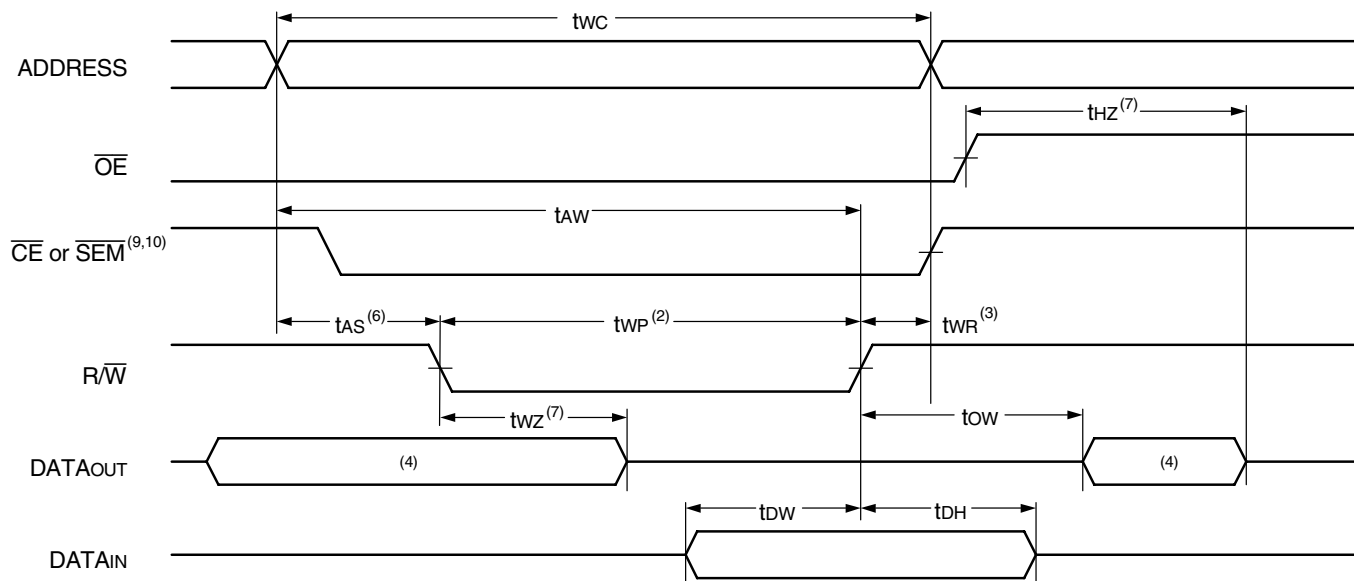 tWC
ADDRESS
tHZ(7)
OE
tAW
CE or SEM(9,10)
tAS(6) tWP(2) tWR(3)
R/W
tWZ(7) tOW
DATAOUT (4) (4)
tDW tDH
DATAIN